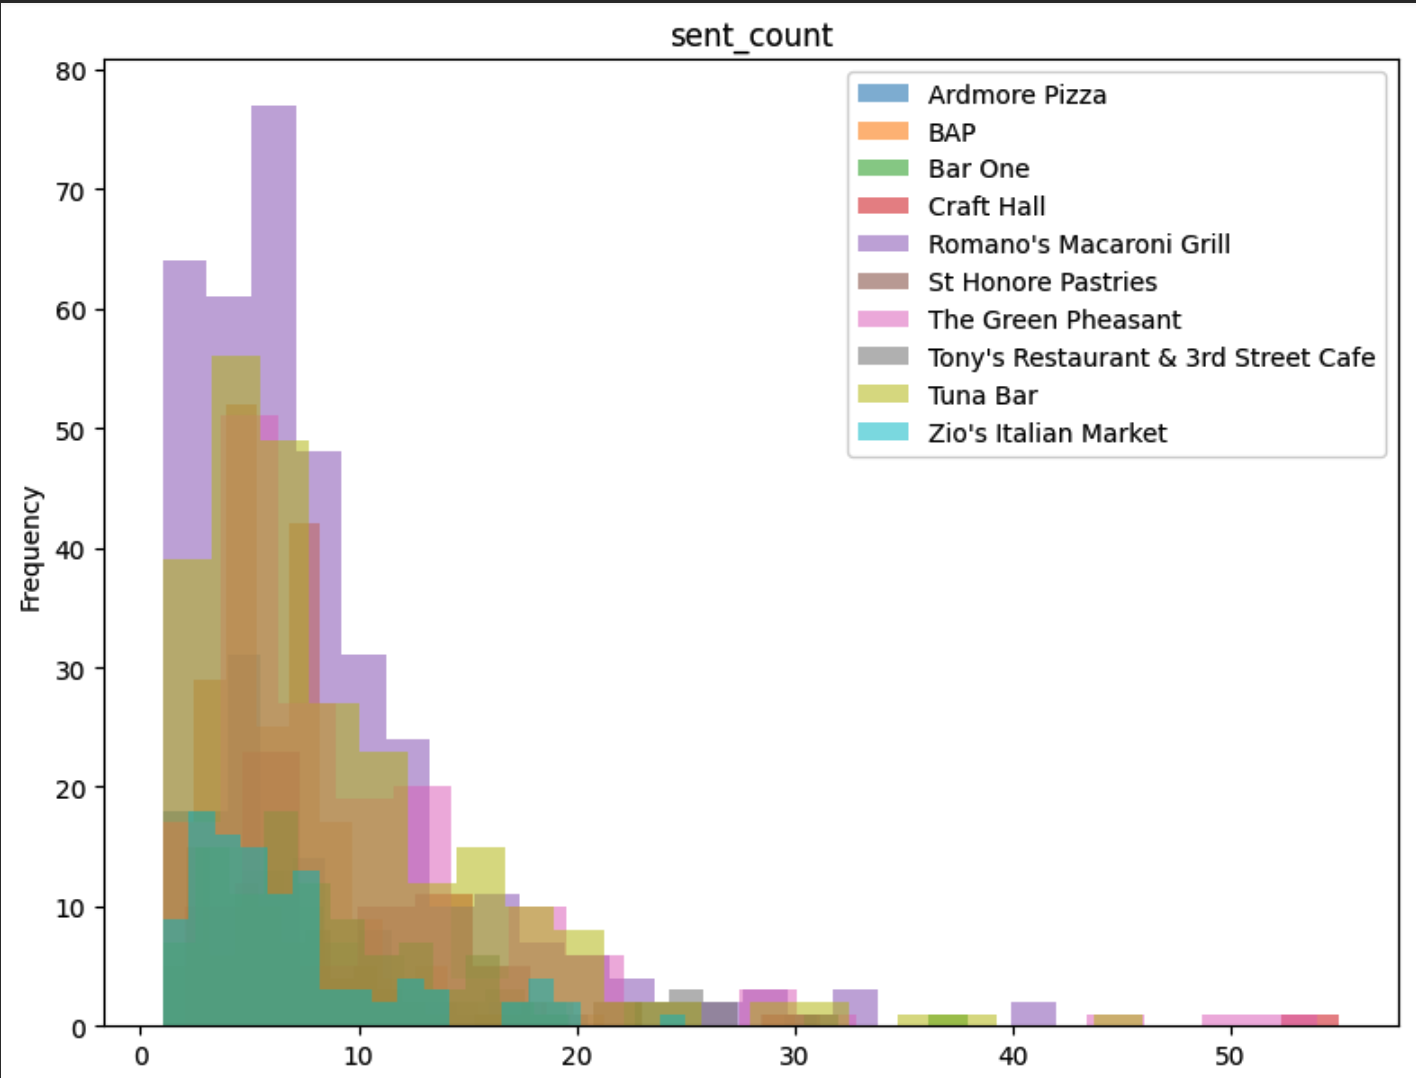 sent_count
80
70
60
50
40
30
20
10
0
Frequency
Ardmore Pizza
BAP
Bar One
Craft Hall
Romano's Macaroni Grill
St Honore Pastries
The Green Pheasant
Tony's Restaurant & 3rd Street Cafe
Tuna Bar
Zio's Italian Market
0 10 20 30 40 50